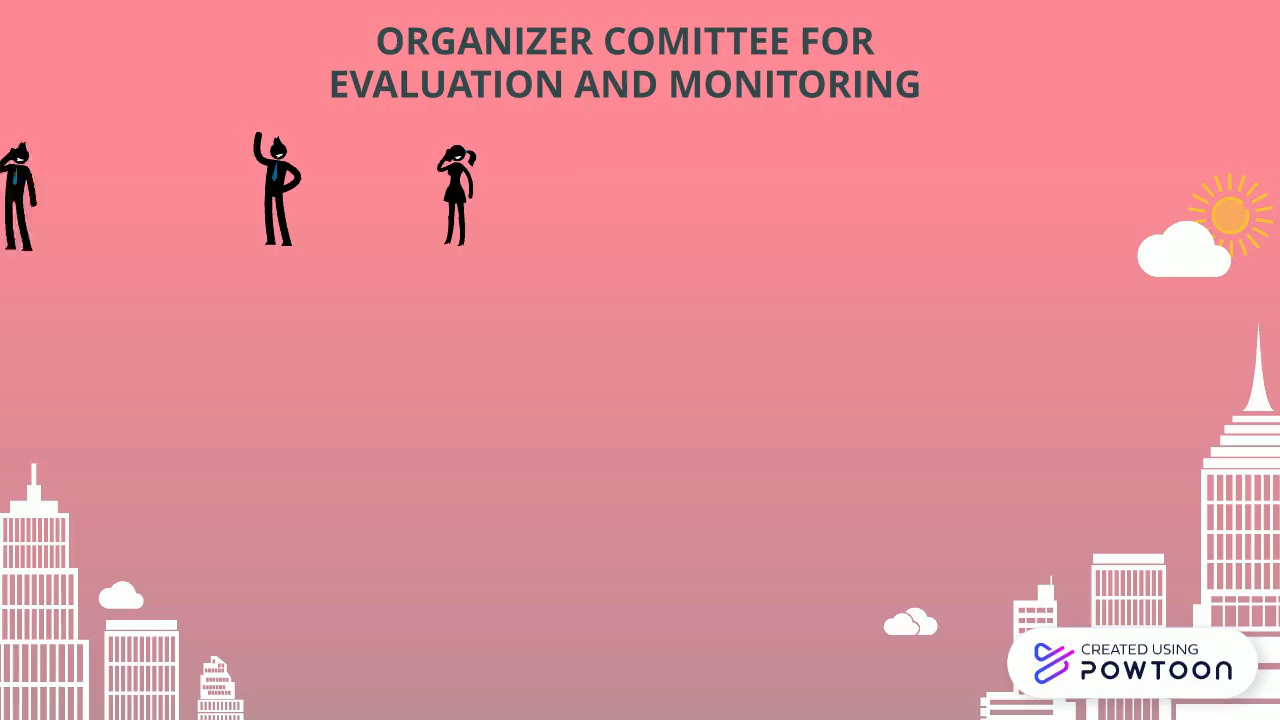 ORGANIZER COMITTEE FOR
EVALUATION AND MONITORING
CREATED USING
POWTOON